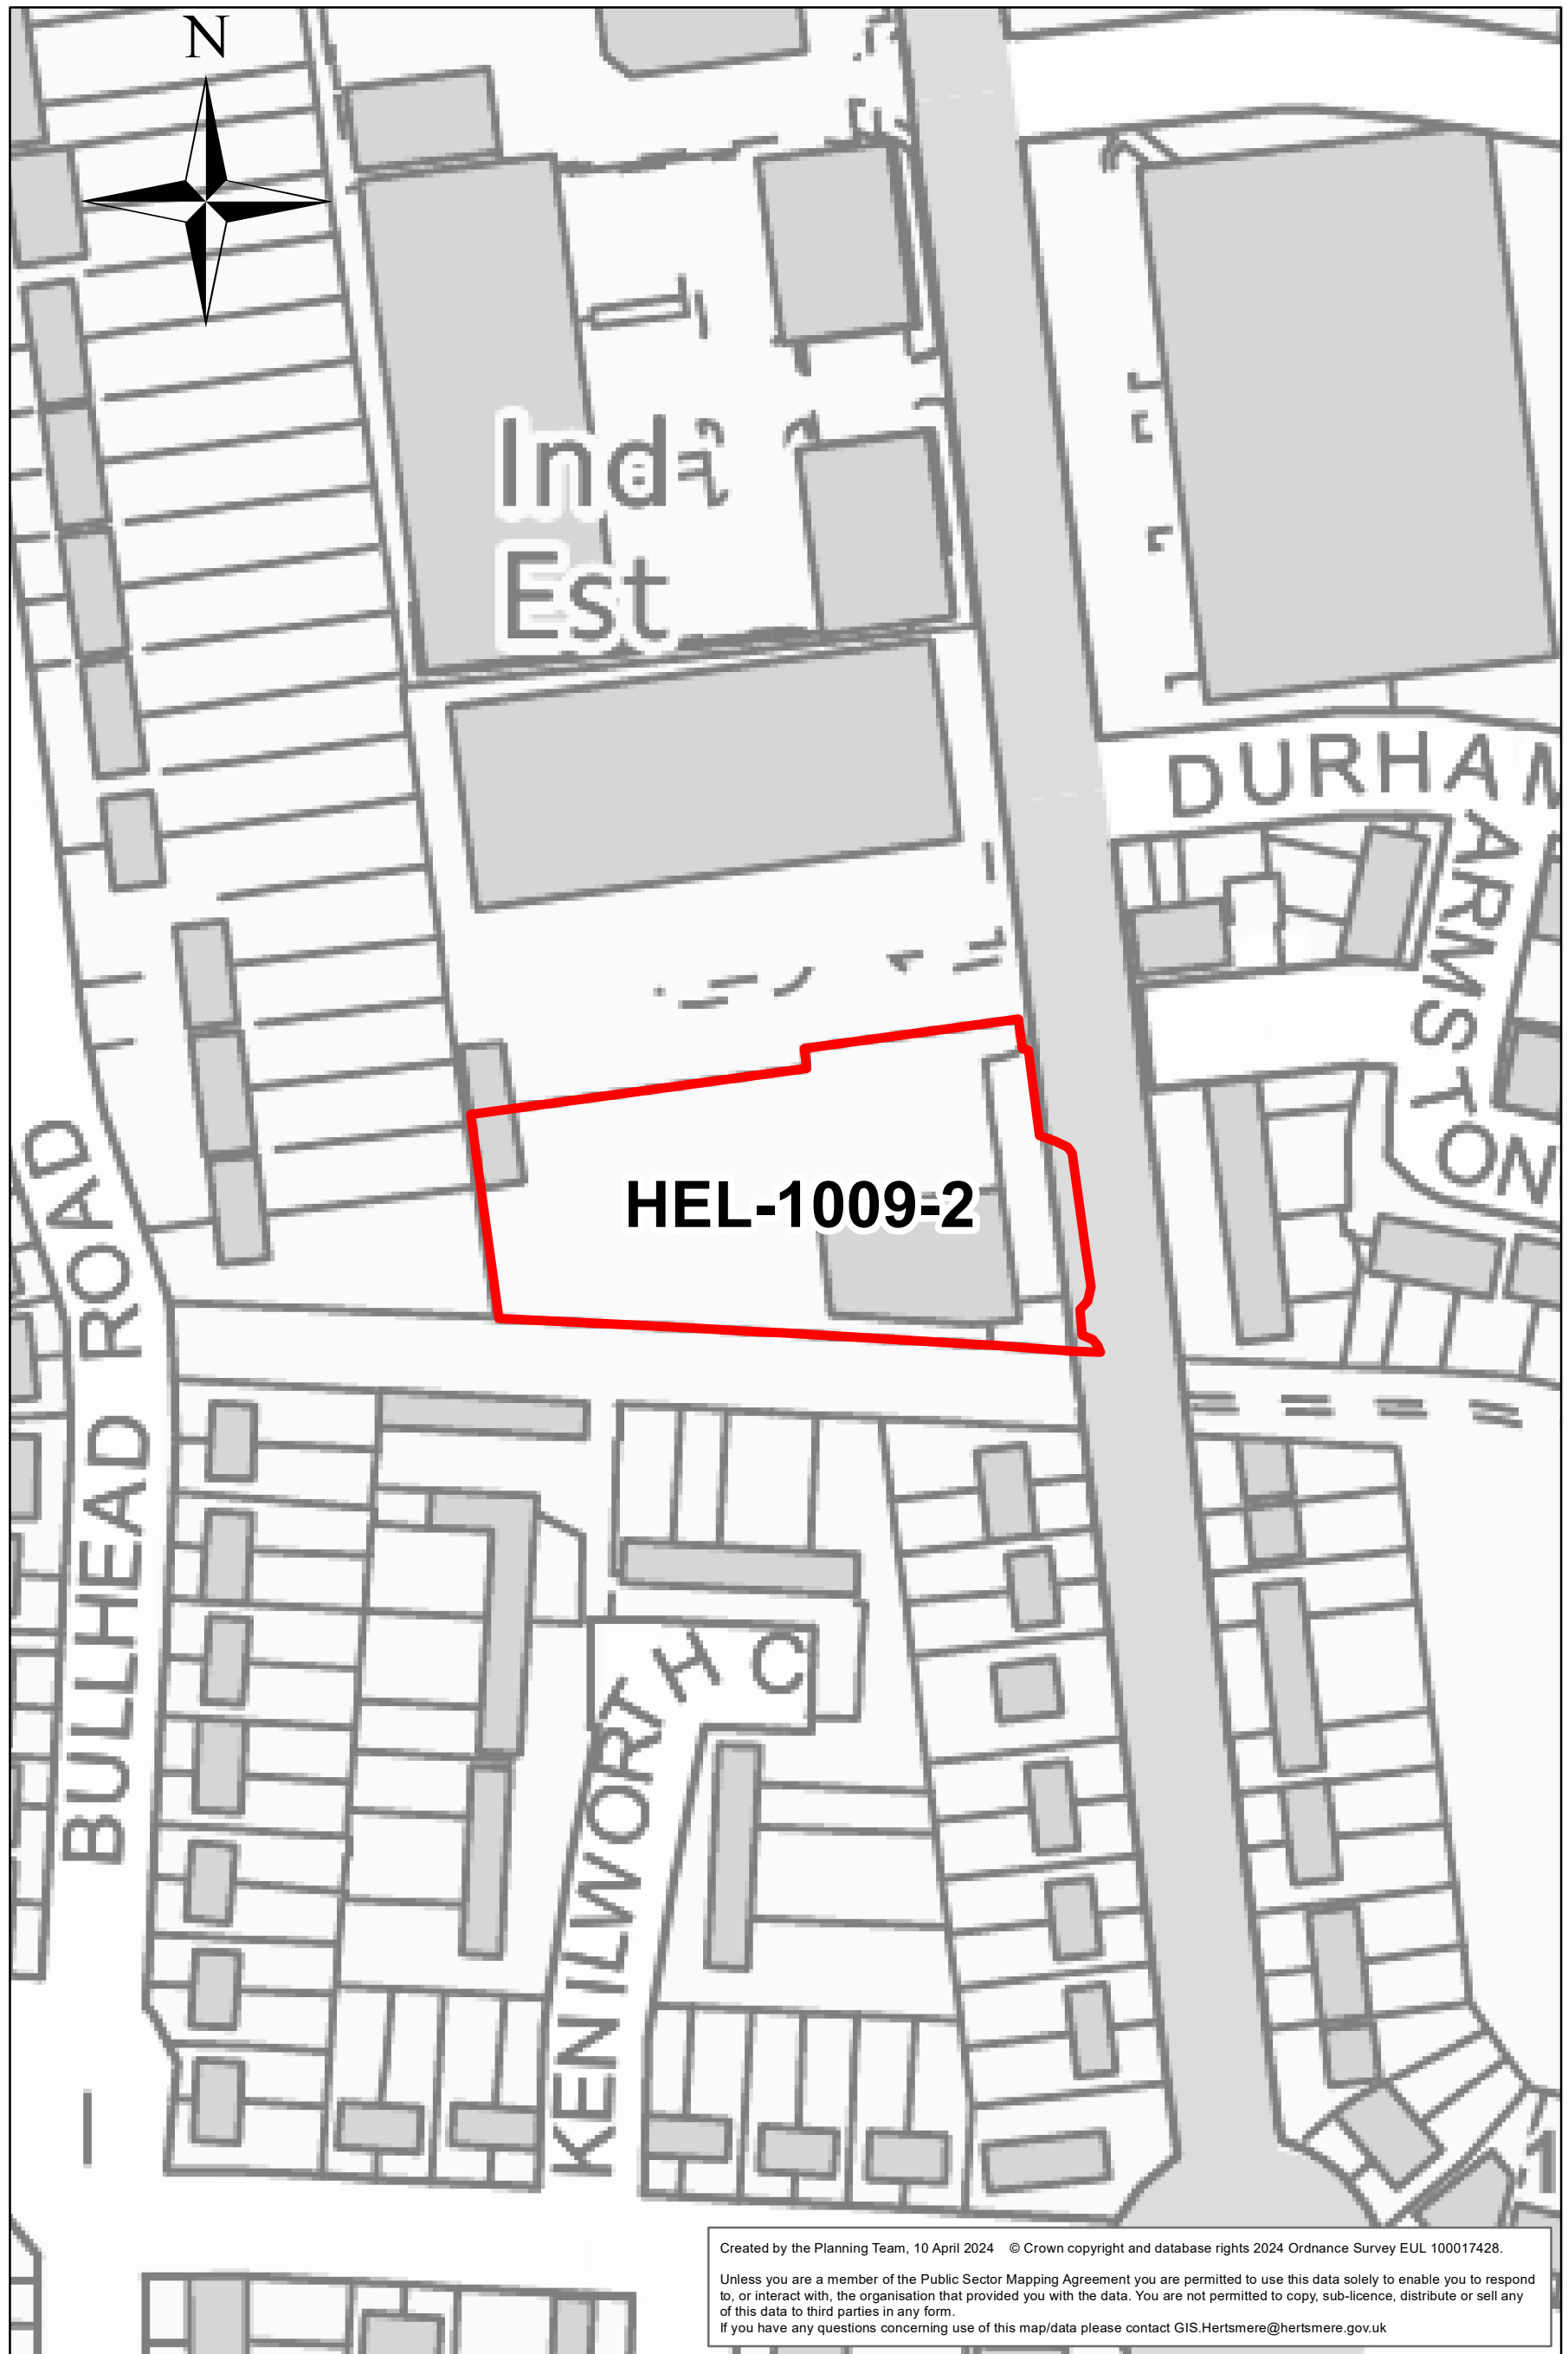 N
Ind
Est
DURHAM
ARMSTON
HEL-1009-2
BULLHEAD ROAD
KENILWORTH C
Created by the Planning Team, 10 April 2024 © Crown copyright and database rights 2024 Ordnance Survey EUL 100017428.
Unless you are a member of the Public Sector Mapping Agreement you are permitted to use this data solely to enable you to respond
to, or interact with, the organisation that provided you with the data. You are not permitted to copy, sub-licence, distribute or sell any
of this data to third parties in any form.
If you have any questions concerning use of this map/data please contact GIS.Hertsmere@hertsmere.gov.uk